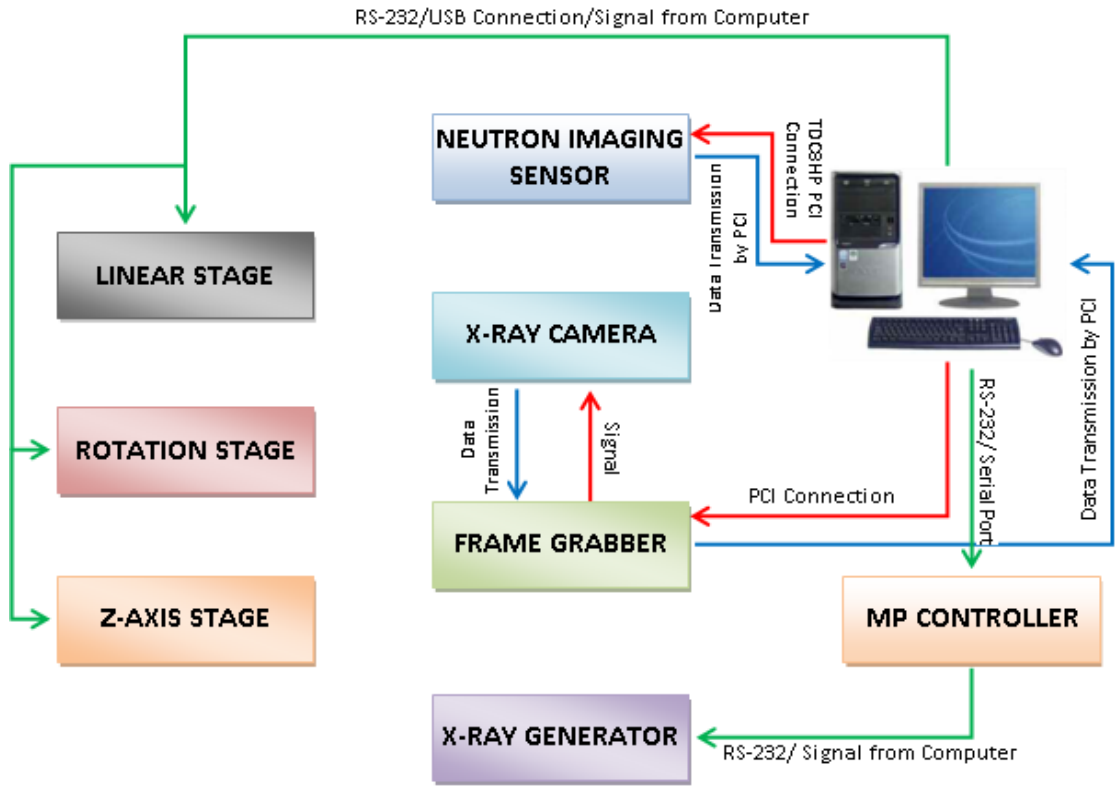 RS-232/USB Connection/Signal from Computer
NEUTRON IMAGING
SENSOR
TDC8HP PCI
Connection
Data Transmission
by PCI
LINEAR STAGE
X-RAY CAMERA
Data Transmission by PCI
RS-232/ Serial Port
Data
Transmission
Signal
ROTATION STAGE
PCI Connection
FRAME GRABBER
Z-AXIS STAGE
MP CONTROLLER
X-RAY GENERATOR
RS-232/ Signal from Computer